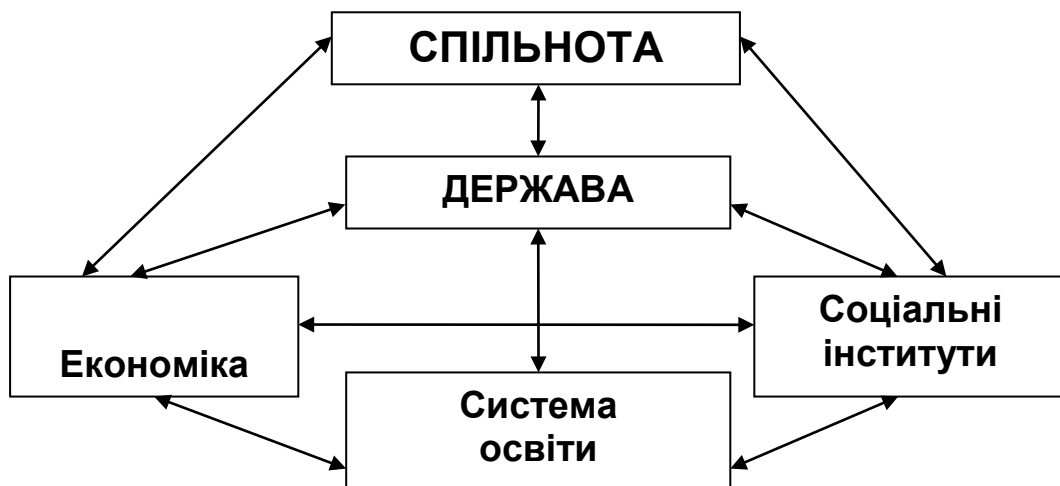 СПІЛЬНОТА
ДЕРЖАВА
Економіка
Соціальні
інститути
Система
освіти